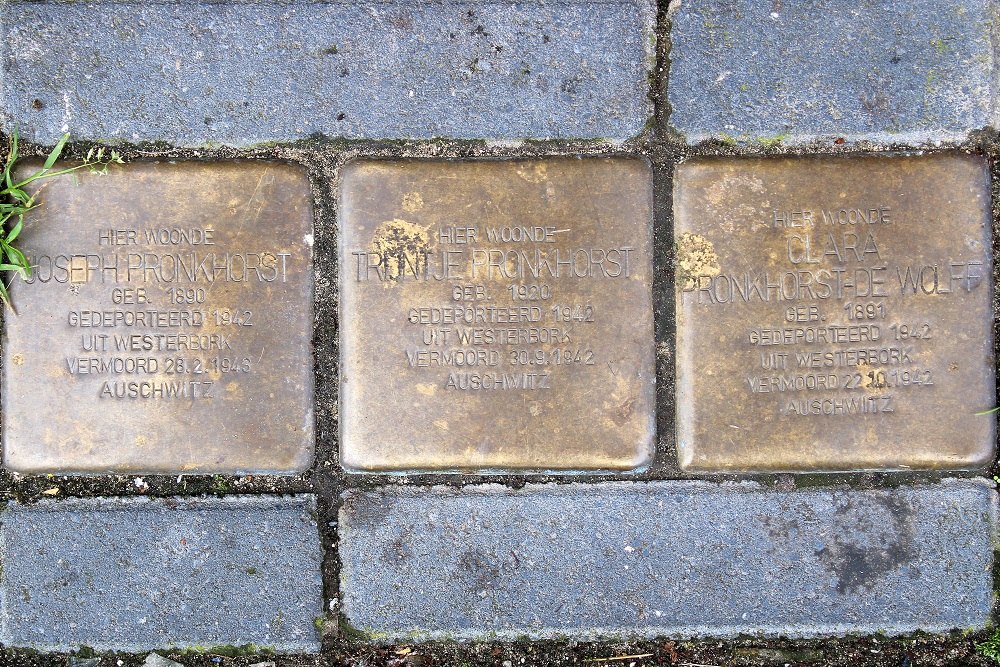 HIER WOONDE
JOSEPH PRONKHORST
GEB. 1890
GEDEPORTEERD 1942
UIT WESTERBORK
VERMOORD 28.2.1943
AUSCHWITZ
HIER WOONDE
TRIJNTJE PRONKHORST
GEB. 1920
GEDEPORTEERD 1942
UIT WESTERBORK
VERMOORD 30.9.1942
AUSCHWITZ
HIER WOONDE
CLARA
PRONKHORST-DE WOLFF
GEB. 1891
GEDEPORTEERD 1942
UIT WESTERBORK
VERMOORD 22.10.1942
AUSCHWITZ